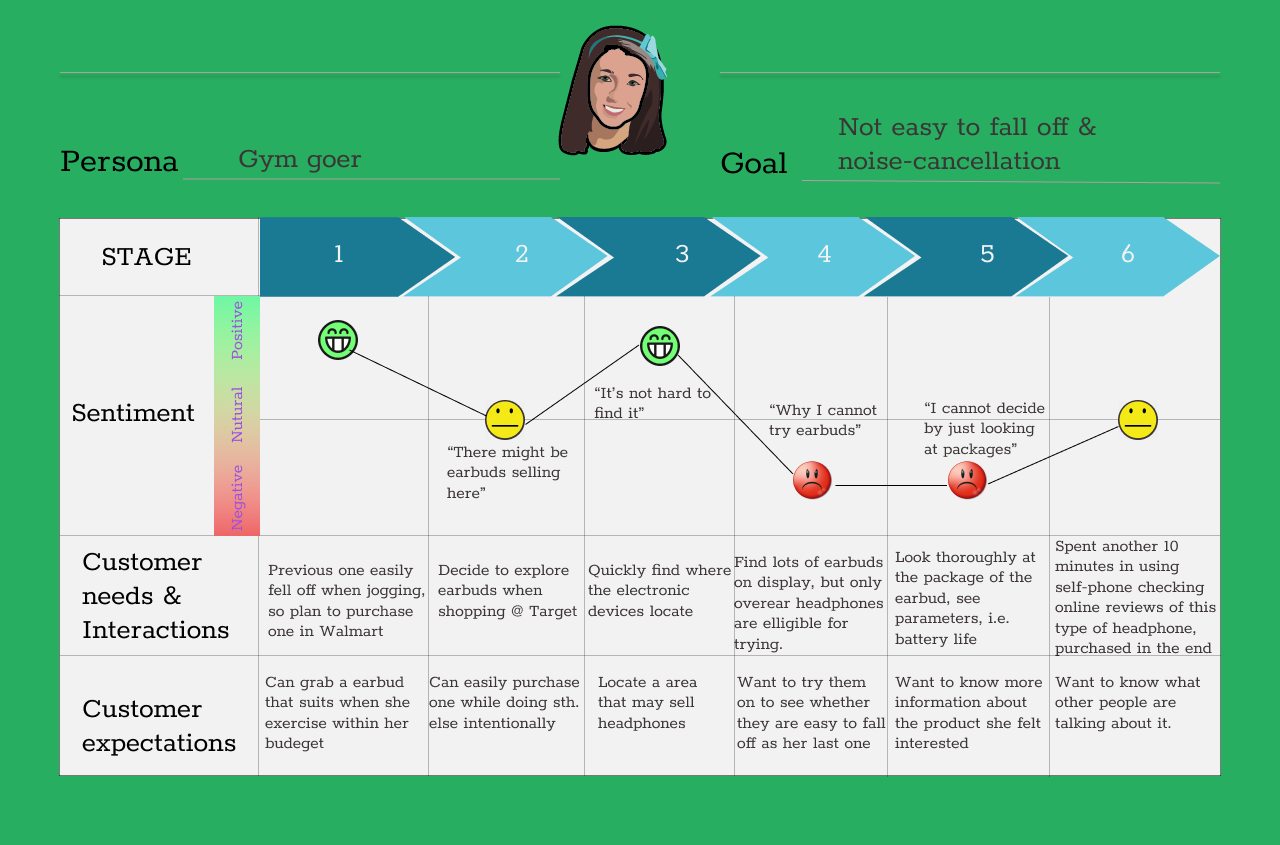 Persona
Gym goer
Goal
Not easy to fall off &
noise-cancellation
STAGE
1
2
3
4
5
6
Sentiment
Positive
Nutural
Negative
“There might be
earbuds selling
here”
“It’s not hard to
find it”
“Why I cannot
try earbuds”
“I cannot decide
by just looking
at packages”
Customer
needs &
Interactions
Previous one easily
fell off when jogging,
so plan to purchase
one in Walmart
Decide to explore
earbuds when
shopping @ Target
Quickly find where
the electronic
devices locate
Find lots of earbuds
on display, but only
overear headphones
are elligible for
trying.
Look thoroughly at
the package of the
earbud, see
parameters, i.e.
battery life
Spent another 10
minutes in using
self-phone checking
online reviews of this
type of headphone,
purchased in the end
Customer
expectations
Can grab a earbud
that suits when she
exercise within her
budeget
Can easily purchase
one while doing sth.
else intentionally
Locate a area
that may sell
headphones
Want to try them
on to see whether
they are easy to fall
off as her last one
Want to know more
information about
the product she felt
interested
Want to know what
other people are
talking about it.